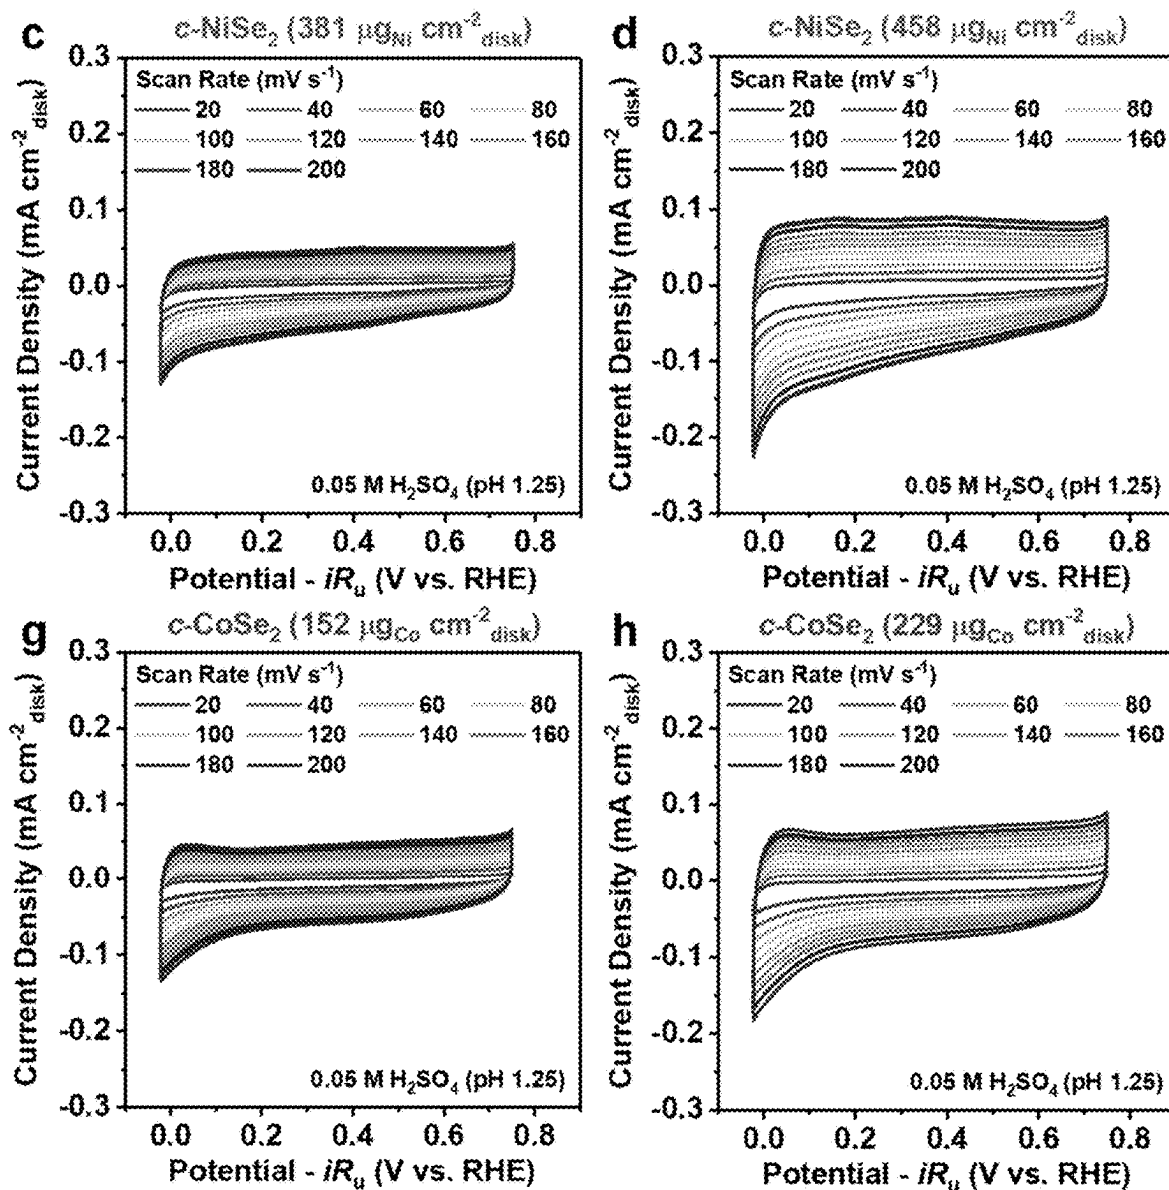 c
c-NiSe2 (381 μgNi cm-2disk)
Current Density (mA cm-2disk)
0.3
0.2
0.1
0.0
-0.1
-0.2
-0.3
Scan Rate (mV s-1)
20 40 60 80
100 120 140 160
180 200
0.05 M H2SO4 (pH 1.25)
0.0 0.2 0.4 0.6 0.8
Potential - iRu (V vs. RHE)
d
c-NiSe2 (458 μgNi cm-2disk)
Current Density (mA cm-2disk)
0.3
0.2
0.1
0.0
-0.1
-0.2
-0.3
Scan Rate (mV s-1)
20 40 60 80
100 120 140 160
180 200
0.05 M H2SO4 (pH 1.25)
0.0 0.2 0.4 0.6 0.8
Potential - iRu (V vs. RHE)
g
c-CoSe2 (152 μgCo cm-2disk)
Current Density (mA cm-2disk)
0.3
0.2
0.1
0.0
-0.1
-0.2
-0.3
Scan Rate (mV s-1)
20 40 60 80
100 120 140 160
180 200
0.05 M H2SO4 (pH 1.25)
0.0 0.2 0.4 0.6 0.8
Potential - iRu (V vs. RHE)
h
c-CoSe2 (229 μgCo cm-2disk)
Current Density (mA cm-2disk)
0.3
0.2
0.1
0.0
-0.1
-0.2
-0.3
Scan Rate (mV s-1)
20 40 60 80
100 120 140 160
180 200
0.05 M H2SO4 (pH 1.25)
0.0 0.2 0.4 0.6 0.8
Potential - iRu (V vs. RHE)